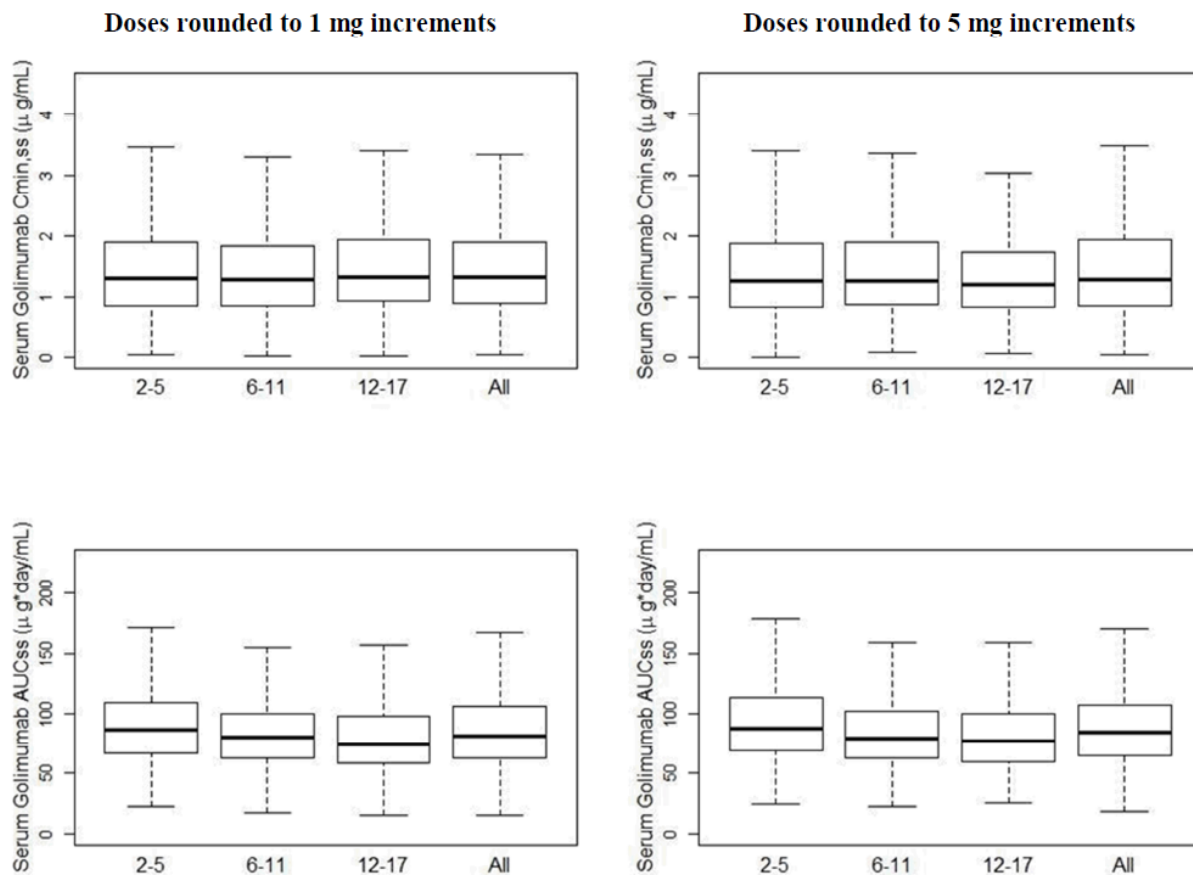 Doses rounded to 1 mg increments
Doses rounded to 5 mg increments
Serum Golimumab Cmin,ss (μ g/mL)
4
3
2
1
0
2-5 6-11 12-17 All
Serum Golimumab Cmin,ss (μ g/mL)
4
3
2
1
0
2-5 6-11 12-17 All
Serum Golimumab AUCss (μ g*day/mL)
200
150
100
50
0
2-5 6-11 12-17 All
Serum Golimumab AUCss (μ g*day/mL)
200
150
100
50
0
2-5 6-11 12-17 All